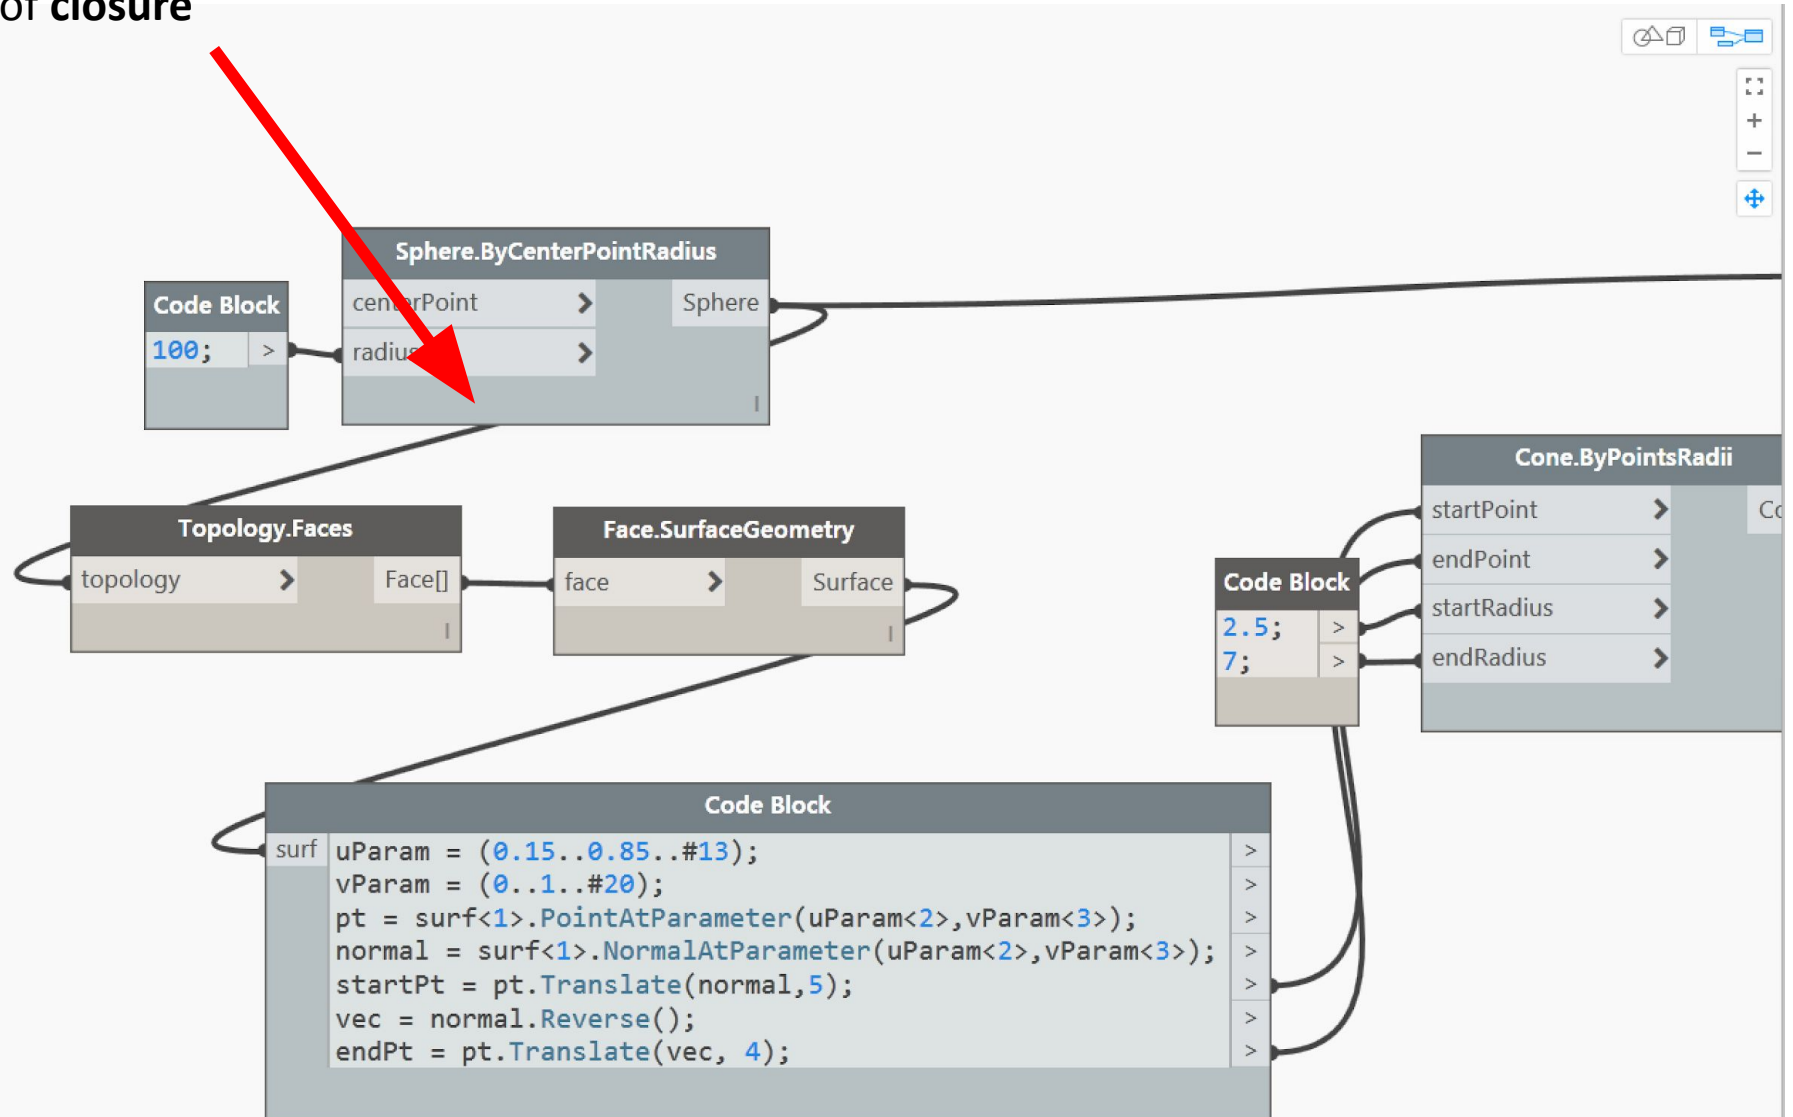 of closure
Sphere.ByCenterPointRadius
Code Block
centerPoint
Sphere
100;
>
radius
Cone.ByPointsRadii
startPoint
Topology.Faces
Face.SurfaceGeometry
endPoint
topology
Face[]
face
Surface
Code Block
startRadius
2.5;
>
7;
>
endRadius
Code Block
surf
uParam = (0.15..0.85..#13);
>
vParam = (0..1..#20);
>
pt = surf<1>.PointAtParameter(uParam<2>,vParam<3>);
>
normal = surf<1>.NormalAtParameter(uParam<2>,vParam<3>);
>
startPt = pt.Translate(normal,5);
>
vec = normal.Reverse();
>
endPt = pt.Translate(vec, 4);
>